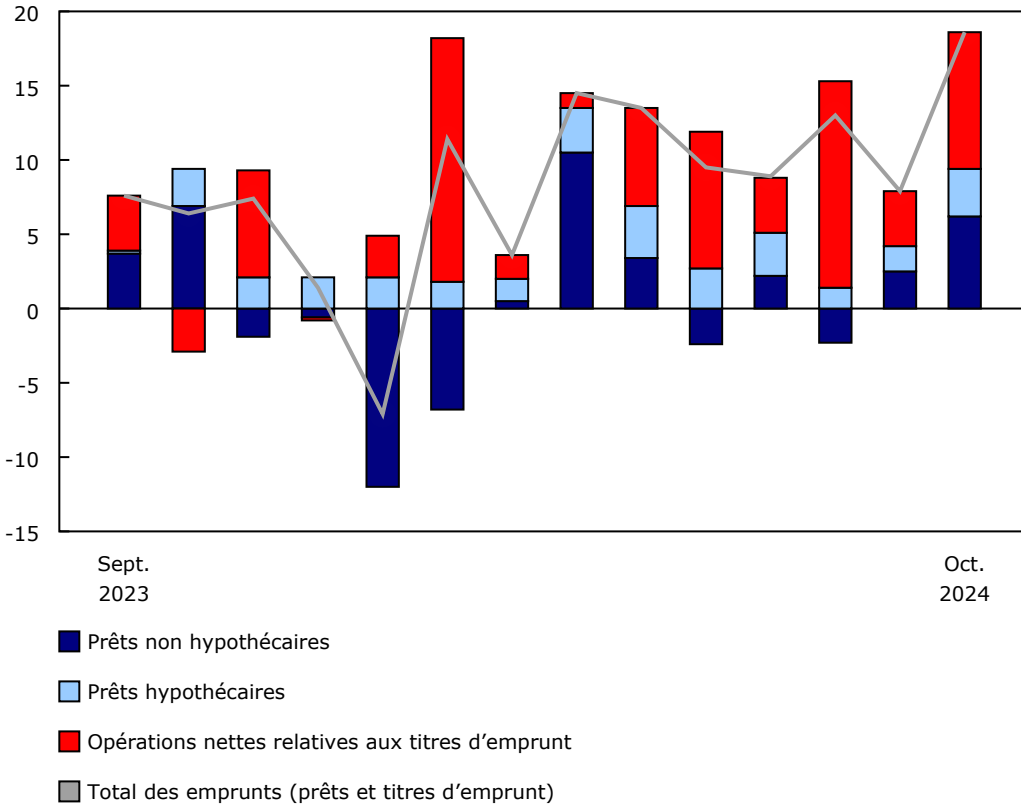 20
15
10
5
0
-5
-10
-15
Sept.
2023
Oct.
2024
Prêts non hypothécaires
Prêts hypothécaires
Opérations nettes relatives aux titres d’emprunt
Total des emprunts (prêts et titres d’emprunt)